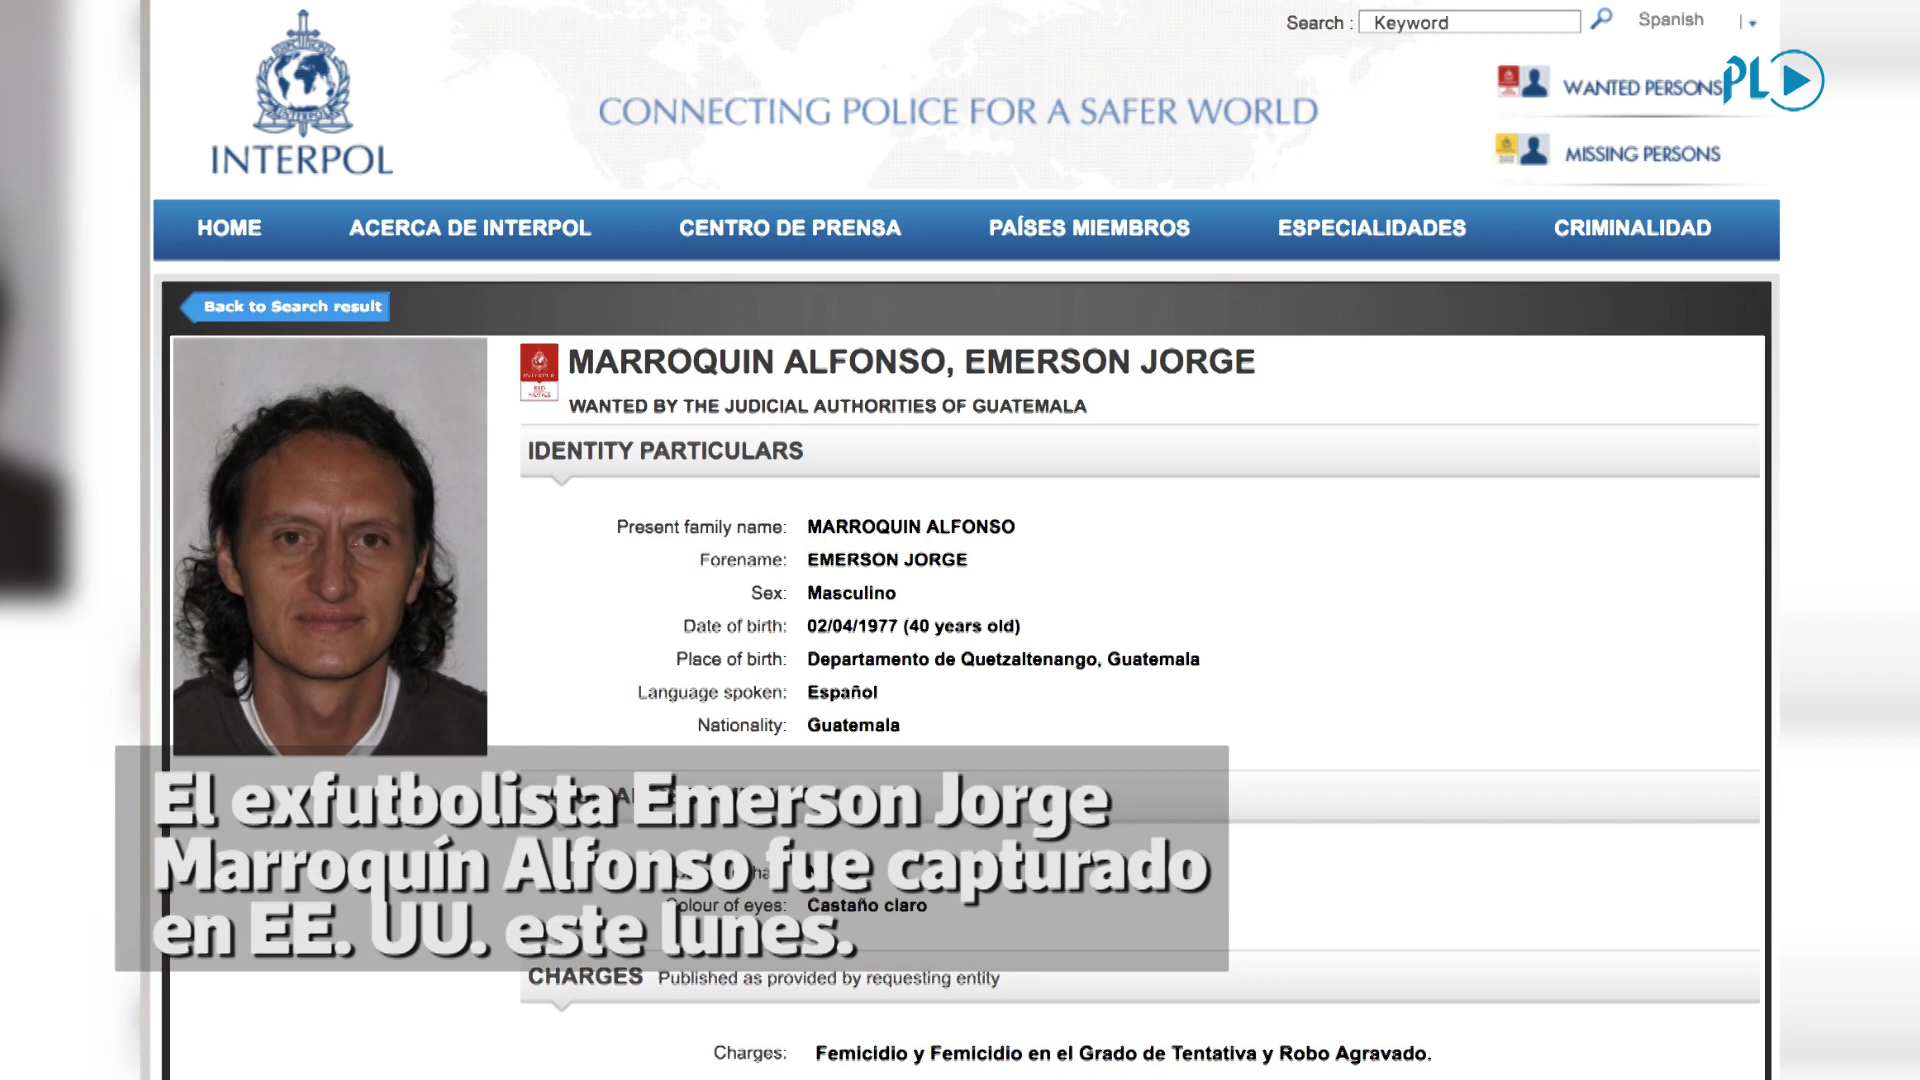 Search : Keyword Spanish
INTERPOL
CONNECTING POLICE FOR A SAFER WORLD
WANTED PERSONS
PL
MISSING PERSONS
HOME ACERCA DE INTERPOL CENTRO DE PRENSA PAÍSES MIEMBROS ESPECIALIDADES CRIMINALIDAD
Back to Search result
MARROQUIN ALFONSO, EMERSON JORGE
WANTED BY THE JUDICIAL AUTHORITIES OF GUATEMALA
IDENTITY PARTICULARS
Present family name: MARROQUIN ALFONSO
Forename: EMERSON JORGE
Sex: Masculino
Date of birth: 02/04/1977 (40 years old)
Place of birth: Departamento de Quetzaltenango, Guatemala
Language spoken: Español
Nationality: Guatemala
El exfutbolista Emerson Jorge
Marroquín Alfonso fue capturado
en EE. UU. este lunes.
Colour of eyes: Castaño claro
CHARGES Published as provided by requesting entity
Charges: Femicidio y Femicidio en el Grado de Tentativa y Robo Agravado.